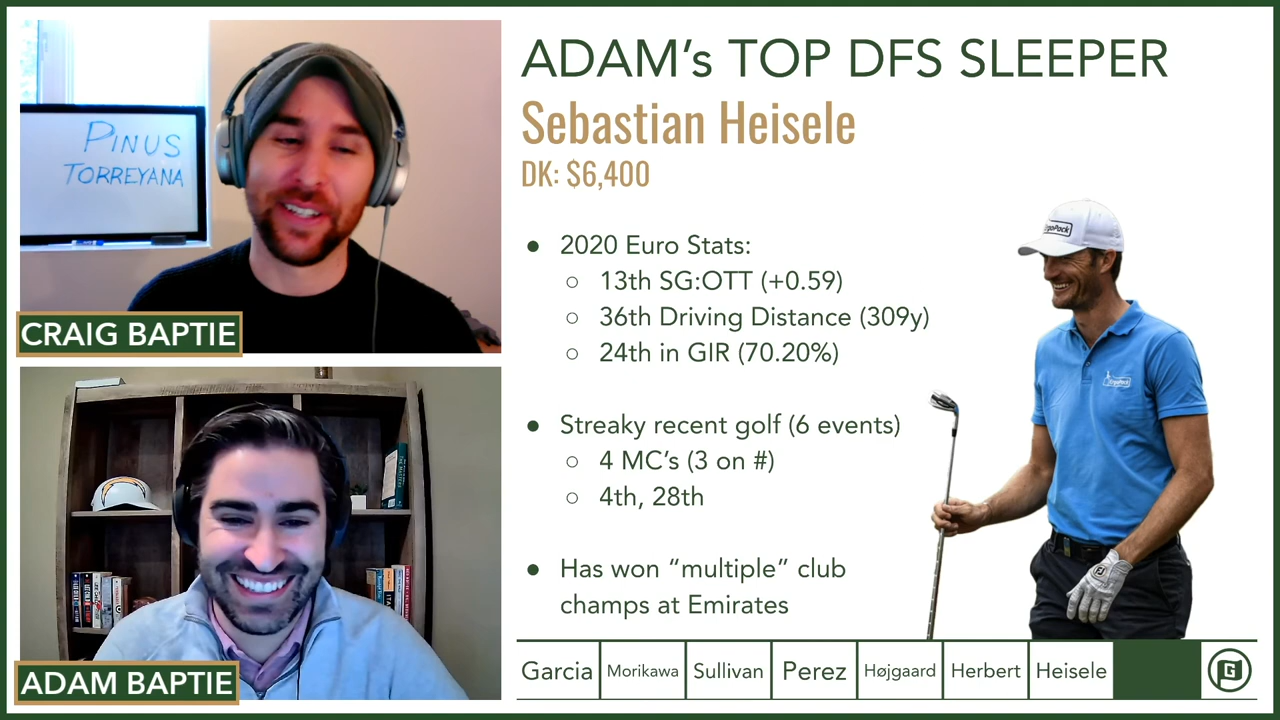 PINUS
TORREYANA
CRAIG BAPTIE
ADAM BAPTIE
ADAM's TOP DFS SLEEPER
Sebastian Heisele
DK: $6,400
● 2020 Euro Stats:
○ 13th SG:OTT (+0.59)
○ 36th Driving Distance (309y)
○ 24th in GIR (70.20%)
● Streaky recent golf (6 events)
○ 4 MC's (3 on #)
○ 4th, 28th
● Has won “multiple” club
champs at Emirates
ErgoPack
ErgoPack
FJ
Garcia Morikawa Sullivan Perez Højgaard Herbert Heisele